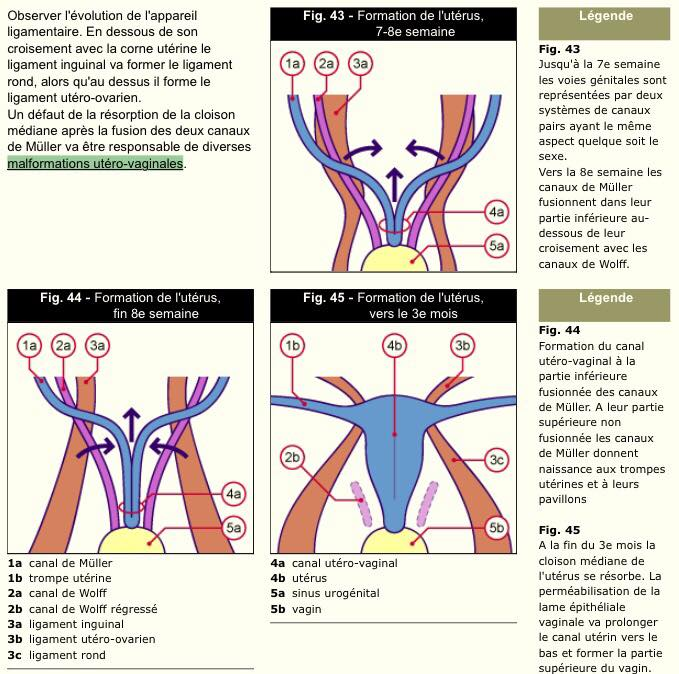 Observer l'évolution de l'appareil
ligamentaire. En dessous de son
croisement avec la corne utérine le
ligament inguinal va former le ligament
rond, alors qu'au dessus il forme le
ligament utéro-ovarien.
Un défaut de la résorption de la cloison
médiane après la fusion des deux canaux
de Müller va être responsable de diverses
malformations utéro-vaginales.
Fig. 43 - Formation de l'utérus,
7-8e semaine
1a 2a 3a
4a
5a
Légende
Fig. 43
Jusqu'à la 7e semaine
les voies génitales sont
représentées par deux
systèmes de canaux
pairs ayant le même
aspect quelque soit le
sexe.
Vers la 8e semaine les
canaux de Müller
fusionnent dans leur
partie inférieure au-
dessous de leur
croisement avec les
canaux de Wolff.
Fig. 44 - Formation de l'utérus,
fin 8e semaine
1a 2a 3a
4a
5a
1a canal de Müller
1b trompe utérine
2a canal de Wolff
2b canal de Wolff régressé
3a ligament inguinal
3b ligament utéro-ovarien
3c ligament rond
Fig. 45 - Formation de l'utérus,
vers le 3e mois
1b 4b 3b
2b 3c
5b
4a canal utéro-vaginal
4b utérus
5a sinus urogénital
5b vagin
Légende
Fig. 44
Formation du canal
utéro-vaginal à la
partie inférieure
fusionnée des canaux
de Müller. A leur partie
supérieure non
fusionnée les canaux
de Müller donnent
naissance aux trompes
utérines et à leurs
pavillons
Fig. 45
A la fin du 3e mois la
cloison médiane de
l'utérus se résorbe. La
perméabilisation de la
lame épithéliale
vaginale va prolonger
le canal utérin vers le
bas et former la partie
supérieure du vagin.